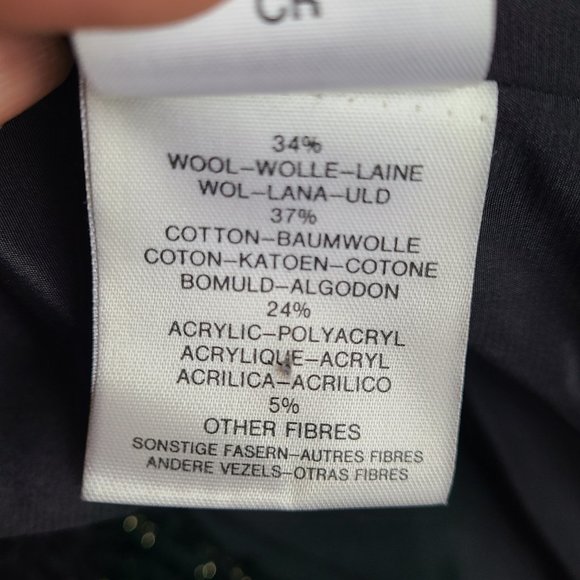 CR
34%
WOOL–WOLLE–LAINE
WOL–LANA–ULD
37%
COTTON–BAUMWOLLE
COTON–KATOEN–COTONE
BOMULD–ALGODON
24%
ACRYLIC–POLYACRYL
ACRYLIQUE–ACRYL
ACRILICA–ACRILICO
5%
OTHER FIBRES
SONSTIGE FASERN–AUTRES FIBRES
ANDERE VEZELS–OTRAS FIBRES